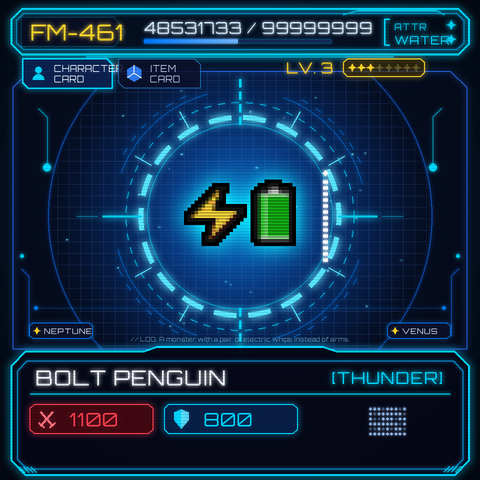 FM-461
48531733 / 99999999
ATTR
WATER
CHARACTER
CARD
ITEM
CARD
LV. 3
NEPTUNE
VENUS
// LOG: A monster with a pair of electric whips instead of arms.
BOLT PENGUIN
[THUNDER]
1100
800